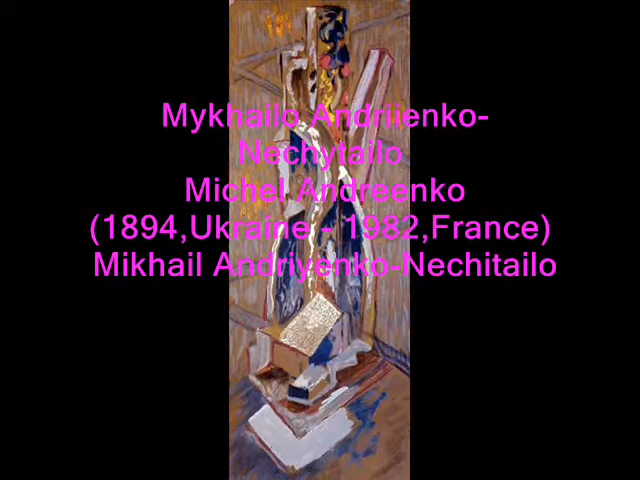 Mykhailo Andriienko-
Nechytailo
Michel Andreenko
(1894,Ukraine - 1982,France)
Mikhail Andriyenko-Nechitailo